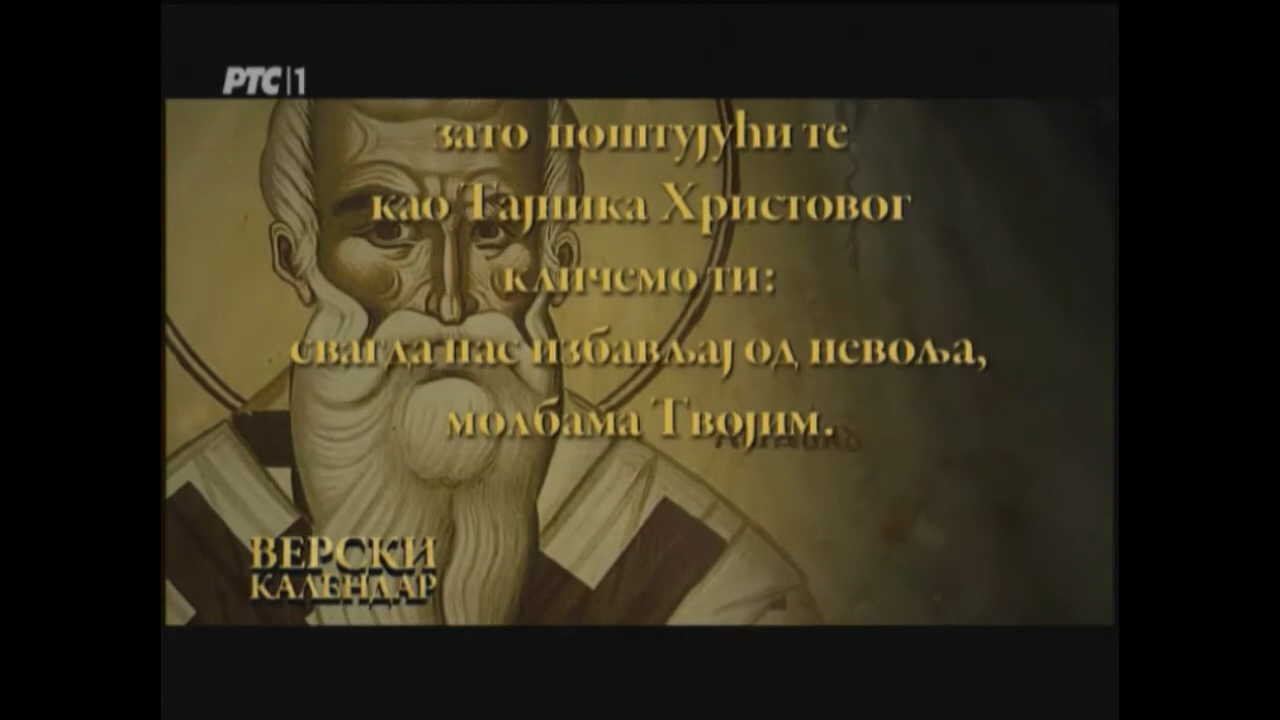 РТС|1
зато поштујући те
као Тајника Христовог
кличемо ти:
свагда нас избављај од невоља,
молбама Твојим.
ВЕРСКИ
КАЛЕНДАР